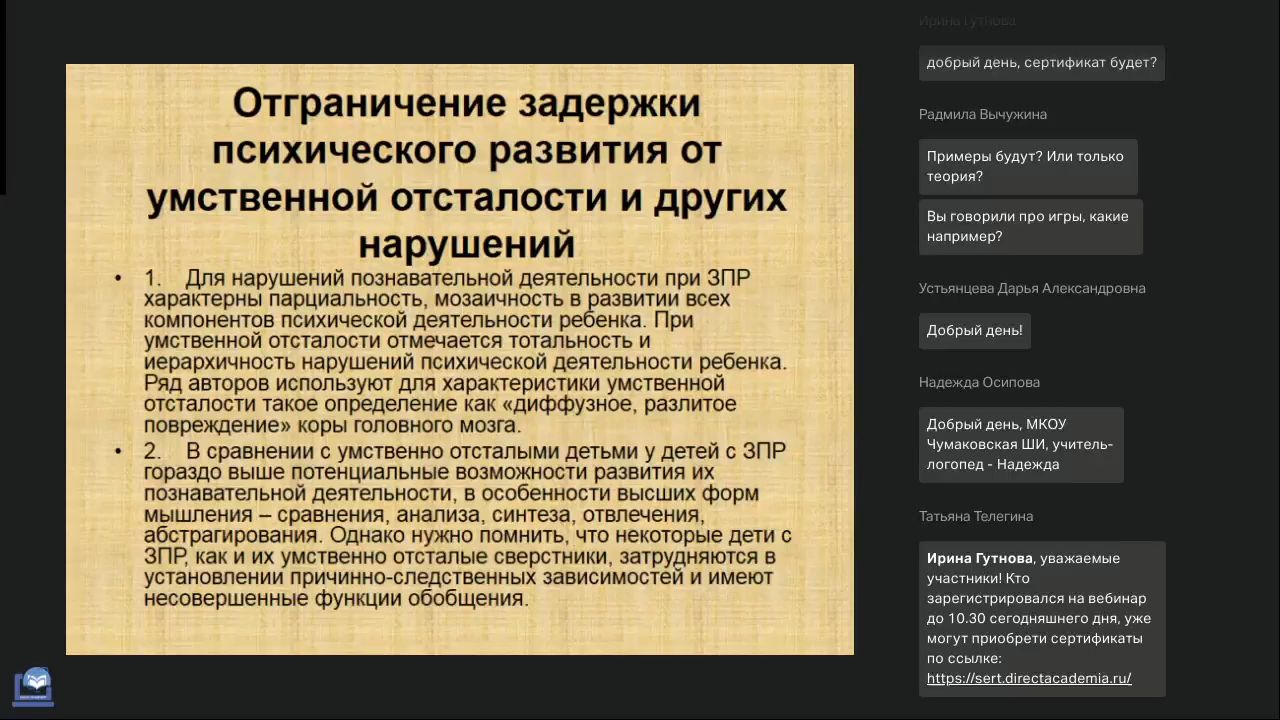 Отграничение задержки
психического развития от
умственной отсталости и других
нарушений
• 1. Для нарушений познавательной деятельности при ЗПР
характерны парциальность, мозаичность в развитии всех
компонентов психической деятельности ребенка. При
умственной отсталости отмечается тотальность и
иерархичность нарушений психической деятельности ребенка.
Ряд авторов используют для характеристики умственной
отсталости такое определение как «диффузное, разлитое
повреждение» коры головного мозга.
• 2. В сравнении с умственно отсталыми детьми у детей с ЗПР
гораздо выше потенциальные возможности развития их
познавательной деятельности, в особенности высших форм
мышления – сравнения, анализа, синтеза, отвлечения,
абстрагирования. Однако нужно помнить, что некоторые дети с
ЗПР, как и их умственно отсталые сверстники, затрудняются в
установлении причинно-следственных зависимостей и имеют
несовершенные функции обобщения.
Ирина Гутнова
добрый день, сертификат будет?
Радмила Вычужина
Примеры будут? Или только
теория?
Вы говорили про игры, какие
например?
Устьянцева Дарья Александровна
Добрый день!
Надежда Осипова
Добрый день, МКОУ
Чумаковская ШИ, учитель-
логопед - Надежда
Татьяна Телегина
Ирина Гутнова, уважаемые
участники! Кто
зарегистрировался на вебинар
до 10.30 сегодняшнего дня, уже
могут приобрети сертификаты
по ссылке:
https://sert.directacademia.ru/